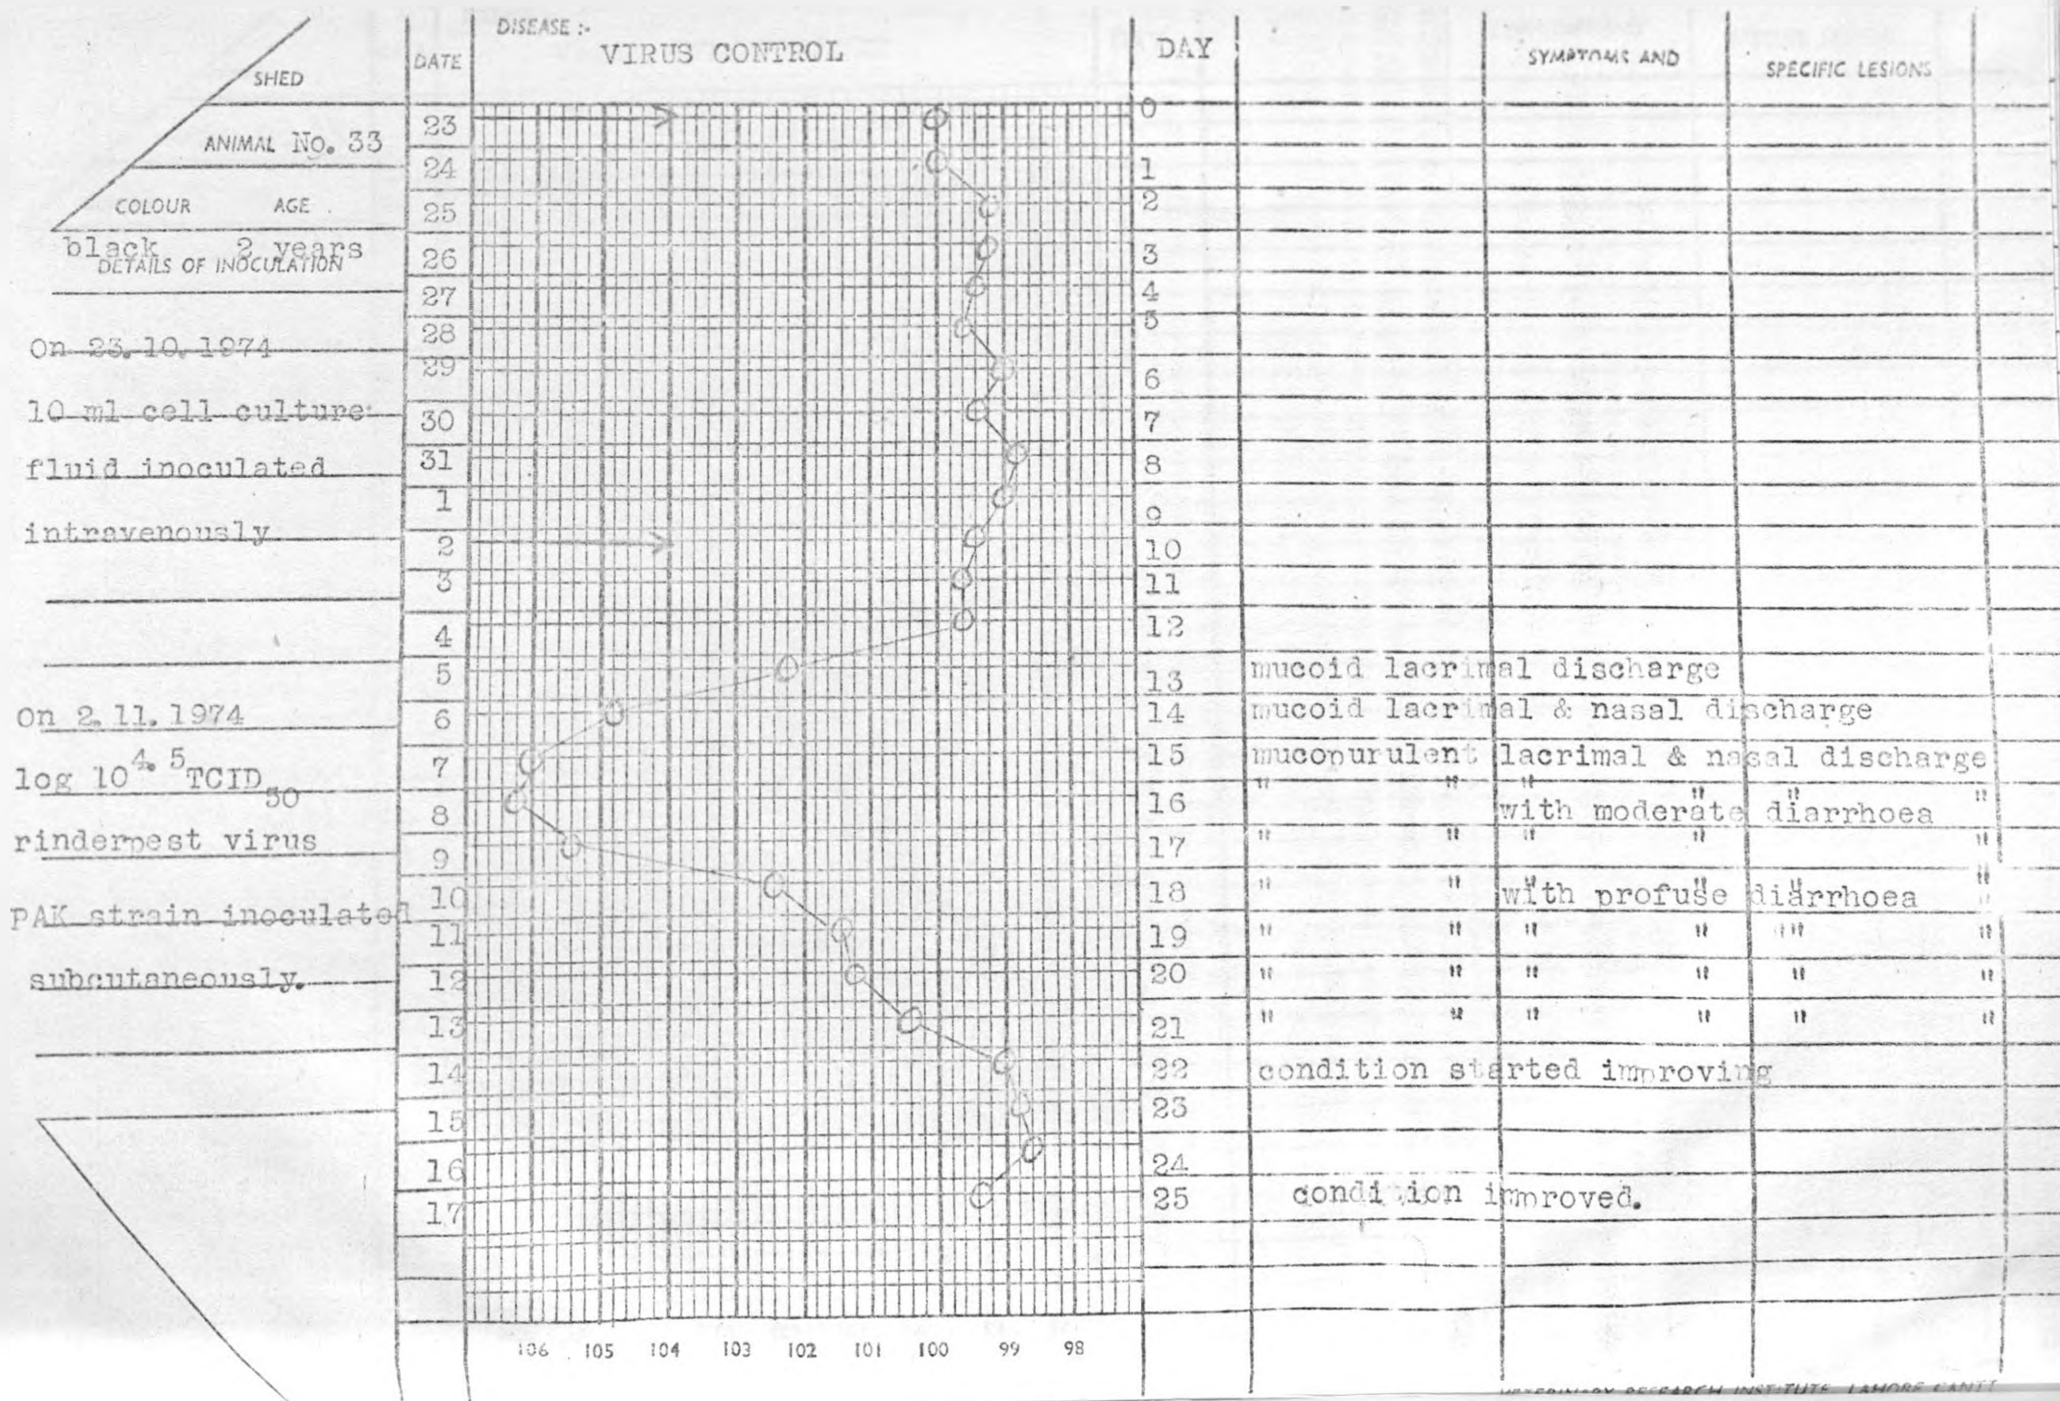 DISEASE :-
VIRUS CONTROL
DATE
DAY
SYMPTOMS AND
SPECIFIC LESIONS
SHED
ANIMAL No. 33
COLOUR AGE
black 2 years
DETAILS OF INOCULATION
On 23.10.1974
10 ml cell culture
fluid inoculated
intravenously
On 2.11.1974
log 10^4.5 TCID50
rinderpest virus
PAK strain inoculated
subcutaneously.
23 0
24 1
25 2
26 3
27 4
28 5
29 6
30 7
31 8
1 9
2 10
3 11
4 12
5 13 mucoid lacrimal discharge
6 14 mucoid lacrimal & nasal discharge
7 15 mucopurulent lacrimal & nasal discharge
" " " " " "
8 16 with moderate diarrhoea
9 17 " " " " "
10 18 " " " " " "
with profuse diarrhoea "
11 19 " " " " "" "
12 20 " " " " " "
13 21 " " " " " "
14 22 condition started improving
15 23
16 24
17 25 condition improved.
106 105 104 103 102 101 100 99 98
VETERINARY RESEARCH INSTITUTE, LAHORE CANTT